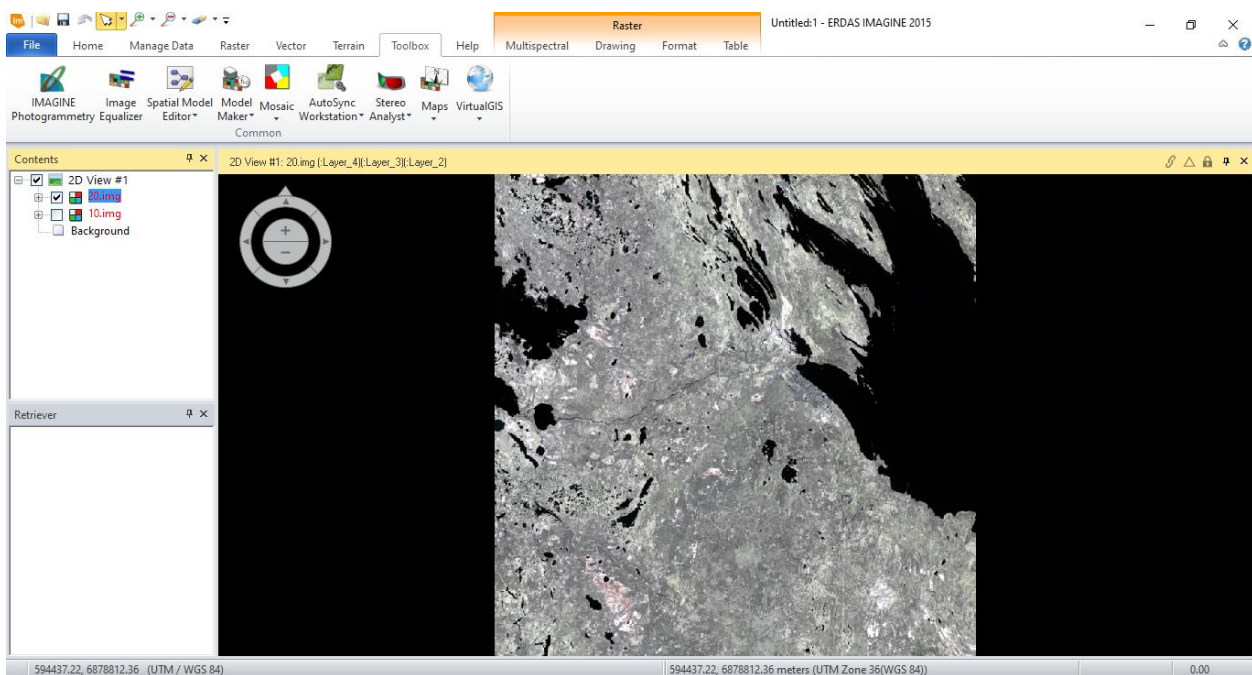 Raster
Untitled:1 - ERDAS IMAGINE 2015
File Home Manage Data Raster Vector Terrain Toolbox Help Multispectral Drawing Format Table
IMAGINE Photogrammetry
Image Equalizer
Spatial Model Editor
Model Maker
Mosaic
AutoSync Workstation
Stereo Analyst
Maps
VirtualGIS
Common
Contents
2D View #1
20.img
10.img
Background
Retriever
2D View #1: 20.img (:Layer_4)(:Layer_3)(:Layer_2)
594437.22, 6878812.36 (UTM / WGS 84)
594437.22, 6878812.36 meters (UTM Zone 36(WGS 84))
0.00